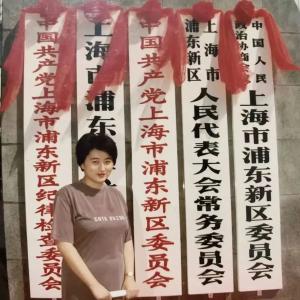 中国共产党上海市浦东新区纪律检查委员会
上海市浦东
中国共产党上海市浦东新区委员会
上海市
浦东新区
人民代表大会常务委员会
中国人民
政治协商会
上海市浦东新区委员会